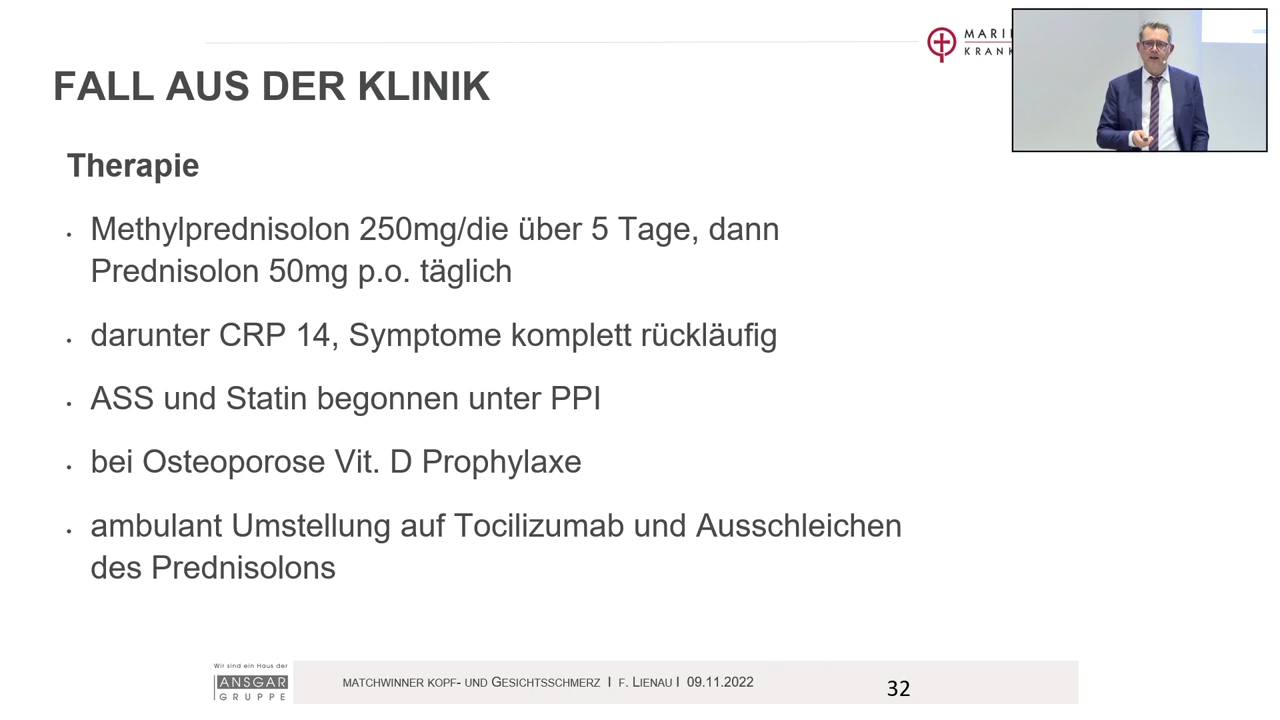 FALL AUS DER KLINIK
Therapie
• Methylprednisolon 250mg/die über 5 Tage, dann
Prednisolon 50mg p.o. täglich
• darunter CRP 14, Symptome komplett rückläufig
• ASS und Statin begonnen unter PPI
• bei Osteoporose Vit. D Prophylaxe
• ambulant Umstellung auf Tocilizumab und Ausschleichen
des Prednisolons
Wir sind ein Haus der
ANSGAR
GRUPPE
MATCHWINNER KOPF- UND GESICHTSSCHMERZ I F. LIENAU I 09.11.2022
32